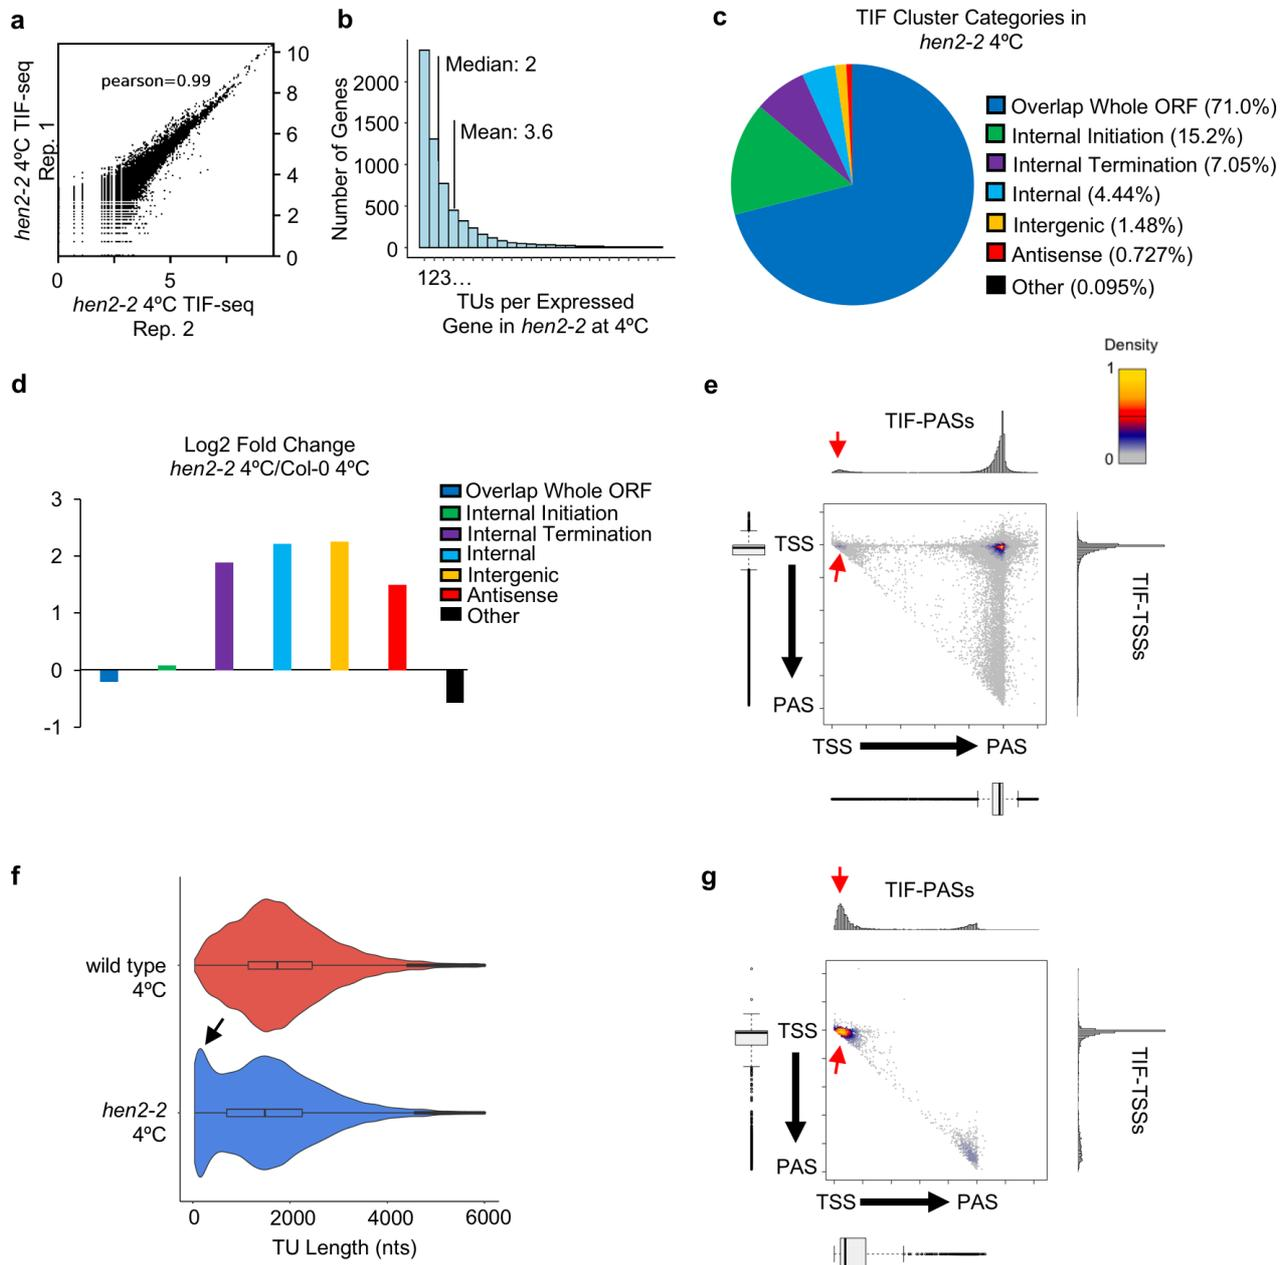 a
hen2-2 4ºC TIF-seq
Rep. 1
pearson=0.99
10
8
6
4
2
0
0
5
hen2-2 4ºC TIF-seq
Rep. 2
b
Number of Genes
2000
1500
1000
500
0
Median: 2
Mean: 3.6
123...
TUs per Expressed
Gene in hen2-2 at 4ºC
c
TIF Cluster Categories in
hen2-2 4ºC
Overlap Whole ORF (71.0%)
Internal Initiation (15.2%)
Internal Termination (7.05%)
Internal (4.44%)
Intergenic (1.48%)
Antisense (0.727%)
Other (0.095%)
d
Log2 Fold Change
hen2-2 4ºC/Col-0 4ºC
3
2
1
0
-1
Overlap Whole ORF
Internal Initiation
Internal Termination
Internal
Intergenic
Antisense
Other
e
Density
1
0
TIF-PASs
TSS
PAS
TIF-TSSs
TSS
PAS
f
wild type
4ºC
hen2-2
4ºC
0
2000
4000
6000
TU Length (nts)
g
TIF-PASs
TSS
PAS
TIF-TSSs
TSS
PAS